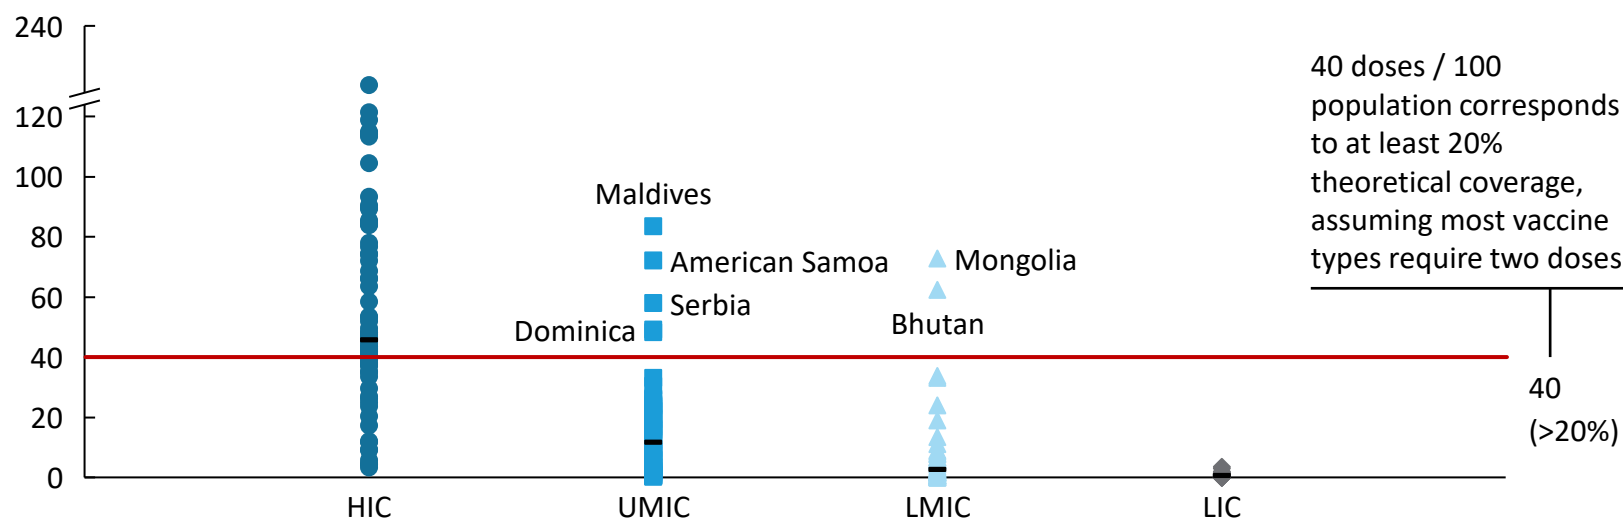 240
120
100
80
60
40
20
0
Maldives
American Samoa
Serbia
Dominica
Mongolia
Bhutan
HIC
UMIC
LMIC
LIC
40 doses / 100
population corresponds
to at least 20%
theoretical coverage,
assuming most vaccine
types require two doses
40
(>20%)